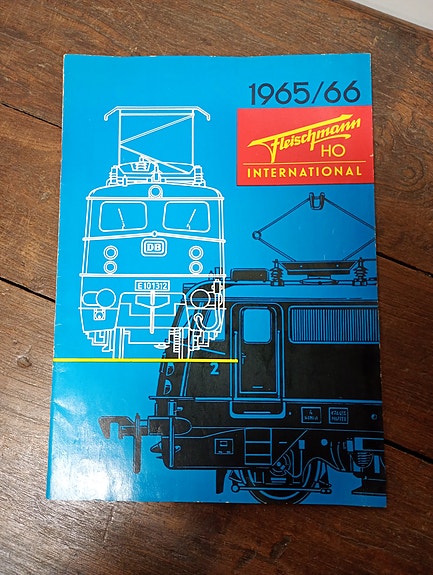 1965/66
Fleischmann
HO
INTERNATIONAL
DB
E 10 1312
2